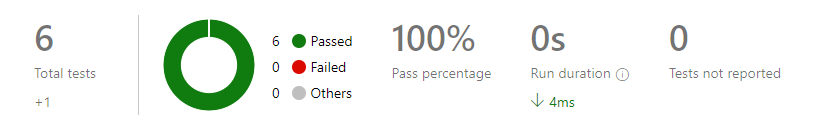 6
Total tests
+1
6 Passed
0 Failed
0 Others
100%
Pass percentage
0s
Run duration
4ms
0
Tests not reported